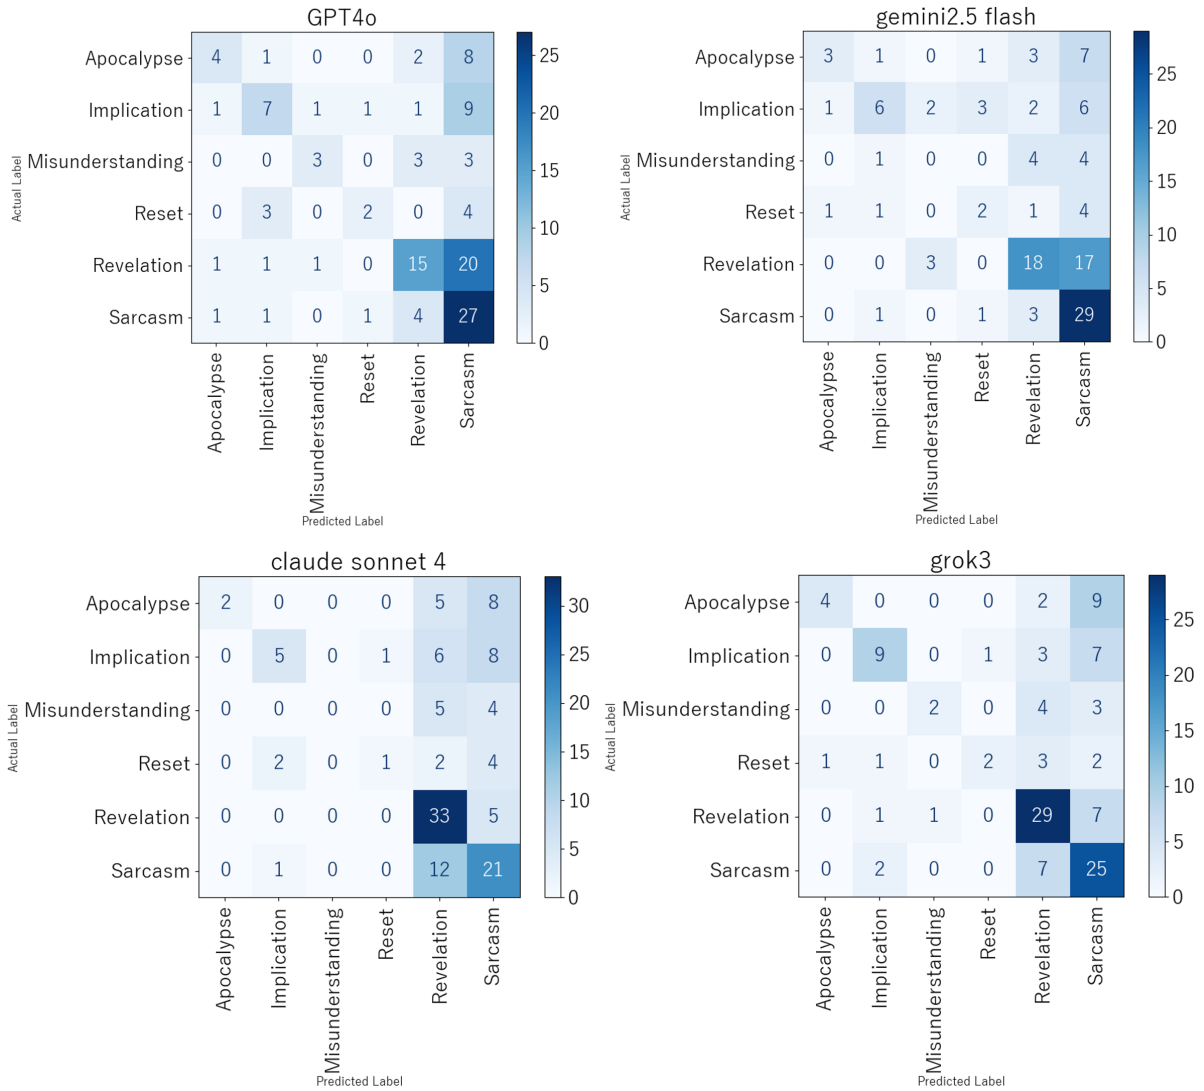 GPT4o
Actual Label
Apocalypse 4 1 0 0 2 8
Implication 1 7 1 1 1 9
Misunderstanding 0 0 3 0 3 3
Reset 0 3 0 2 0 4
Revelation 1 1 1 0 15 20
Sarcasm 1 1 0 1 4 27
Apocalypse Implication Misunderstanding Reset Revelation Sarcasm
Predicted Label
25
20
15
10
5
0
gemini2.5 flash
Actual Label
Apocalypse 3 1 0 1 3 7
Implication 1 6 2 3 2 6
Misunderstanding 0 1 0 0 4 4
Reset 1 1 0 2 1 4
Revelation 0 0 3 0 18 17
Sarcasm 0 1 0 1 3 29
Apocalypse Implication Misunderstanding Reset Revelation Sarcasm
Predicted Label
25
20
15
10
5
0
claude sonnet 4
Actual Label
Apocalypse 2 0 0 0 5 8
Implication 0 5 0 1 6 8
Misunderstanding 0 0 0 0 5 4
Reset 0 2 0 1 2 4
Revelation 0 0 0 0 33 5
Sarcasm 0 1 0 0 12 21
Apocalypse Implication Misunderstanding Reset Revelation Sarcasm
Predicted Label
30
25
20
15
10
5
0
grok3
Actual Label
Apocalypse 4 0 0 0 2 9
Implication 0 9 0 1 3 7
Misunderstanding 0 0 2 0 4 3
Reset 1 1 0 2 3 2
Revelation 0 1 1 0 29 7
Sarcasm 0 2 0 0 7 25
Apocalypse Implication Misunderstanding Reset Revelation Sarcasm
Predicted Label
25
20
15
10
5
0